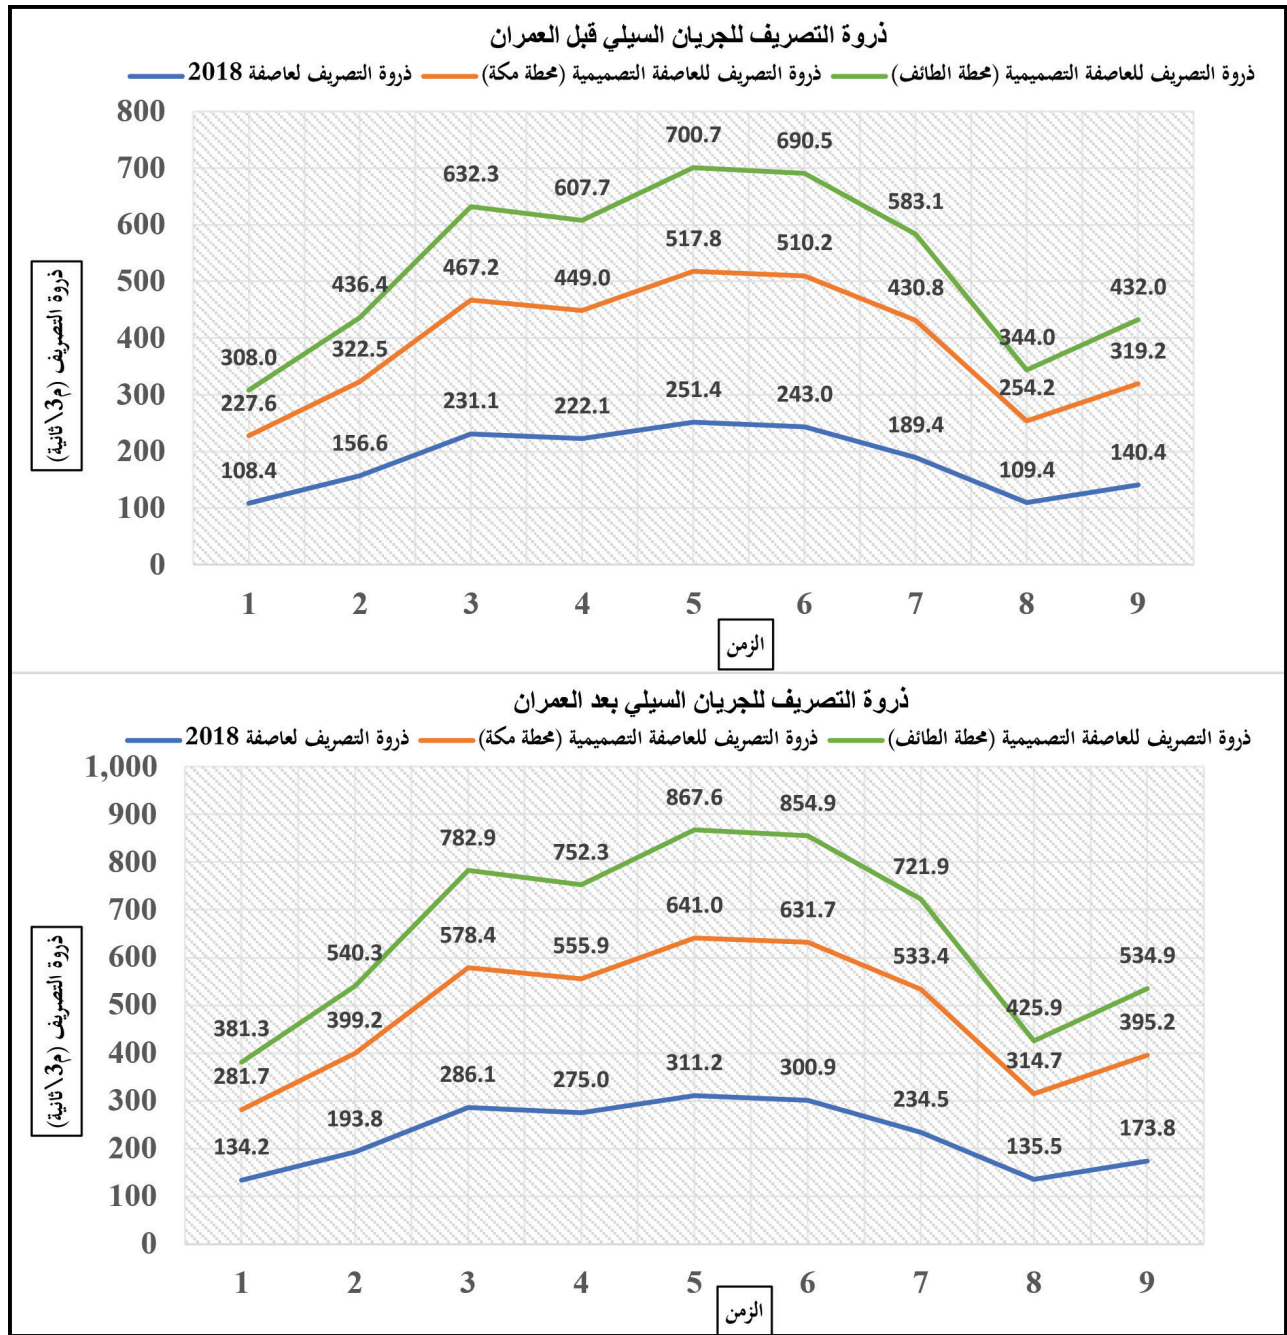 ذروة التصريف للجريان السيلي قبل العمران
ذروة التصريف لعاصفة 2018 ذروة التصريف للعاصفة التصميمية (محطة مكة) ذروة التصريف للعاصفة التصميمية (محطة الطائف)
ذروة التصريف (م3\ثانية)
800
700
600
500
400
300
200
100
0
308.0 436.4 632.3 607.7 700.7 690.5 583.1 344.0 432.0
227.6 322.5 467.2 449.0 517.8 510.2 430.8 254.2 319.2
108.4 156.6 231.1 222.1 251.4 243.0 189.4 109.4 140.4
1 2 3 4 5 6 7 8 9
الزمن
ذروة التصريف للجريان السيلي بعد العمران
ذروة التصريف لعاصفة 2018 ذروة التصريف للعاصفة التصميمية (محطة مكة) ذروة التصريف للعاصفة التصميمية (محطة الطائف)
ذروة التصريف (م3\ثانية)
1,000
900
800
700
600
500
400
300
200
100
0
381.3 540.3 782.9 752.3 867.6 854.9 721.9 425.9 534.9
281.7 399.2 578.4 555.9 641.0 631.7 533.4 314.7 395.2
134.2 193.8 286.1 275.0 311.2 300.9 234.5 135.5 173.8
1 2 3 4 5 6 7 8 9
الزمن